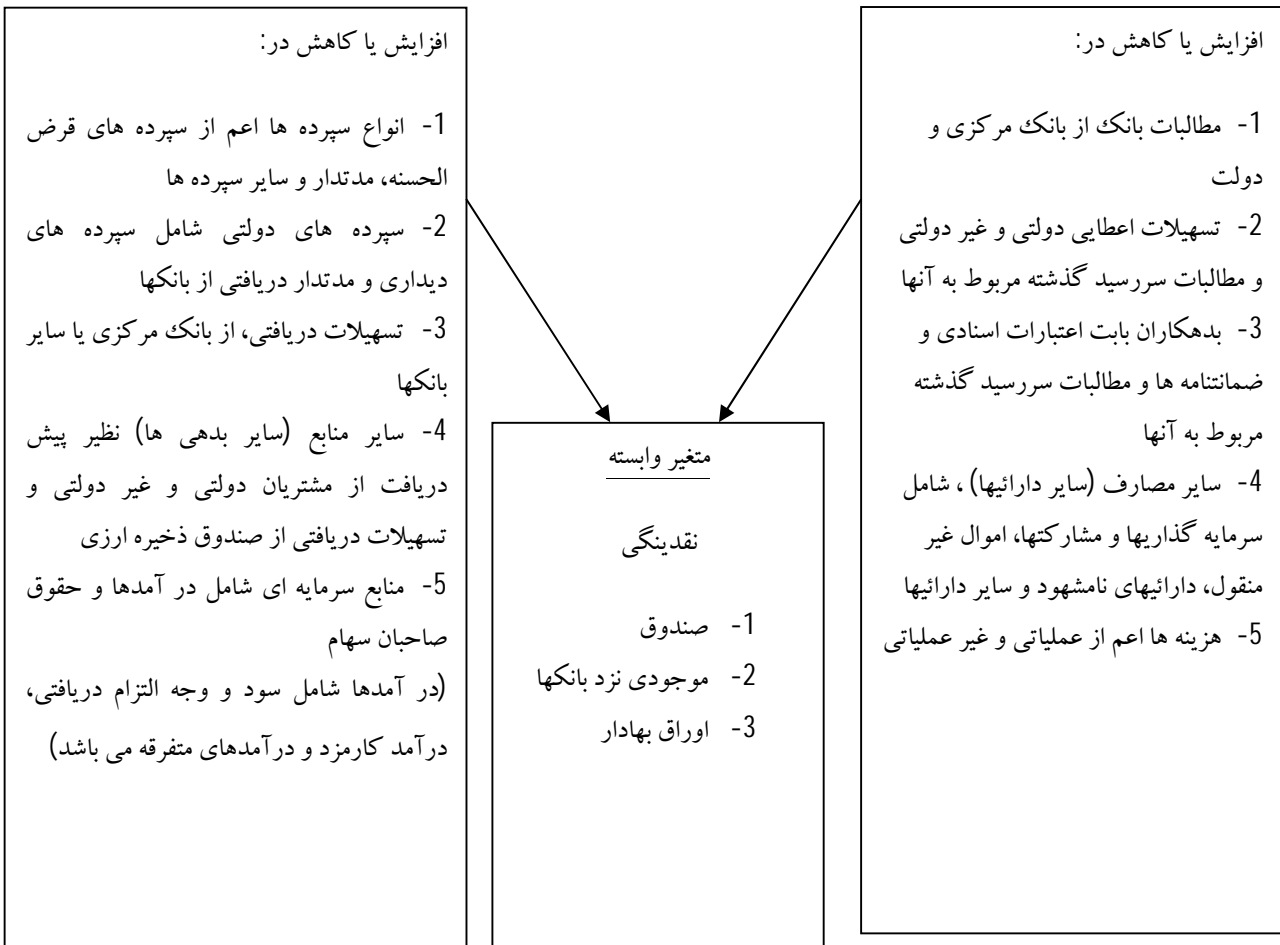 افزایش یا کاهش در:
1- مطالبات بانک از بانک مرکزی و
دولت
2- تسهیلات اعطایی دولتی و غیر دولتی
و مطالبات سررسید گذشته مربوط به آنها
3- بدهکاران بابت اعتبارات اسنادی و
ضمانتنامه ها و مطالبات سررسید گذشته
مربوط به آنها
4- سایر مصارف (سایر دارائیها) ، شامل
سرمایه گذاریها و مشارکتها، اموال غیر
منقول، دارائیهای نامشهود و سایر دارائیها
5- هزینه ها اعم از عملیاتی و غیر عملیاتی
متغیر وابسته
نقدینگی
1- صندوق
2- موجودی نزد بانکها
3- اوراق بهادار
افزایش یا کاهش در:
1- انواع سپرده ها اعم از سپرده های قرض
الحسنه، مدتدار و سایر سپرده ها
2- سپرده های دولتی شامل سپرده های
دیداری و مدتدار دریافتی از بانکها
3- تسهیلات دریافتی، از بانک مرکزی یا سایر
بانکها
4- سایر منابع (سایر بدهی ها) نظیر پیش
دریافت از مشتریان دولتی و غیر دولتی و
تسهیلات دریافتی از صندوق ذخیره ارزی
5- منابع سرمایه ای شامل در آمدها و حقوق
صاحبان سهام
(در آمدها شامل سود و وجه التزام دریافتی،
درآمد کارمزد و درآمدهای متفرقه می باشد)